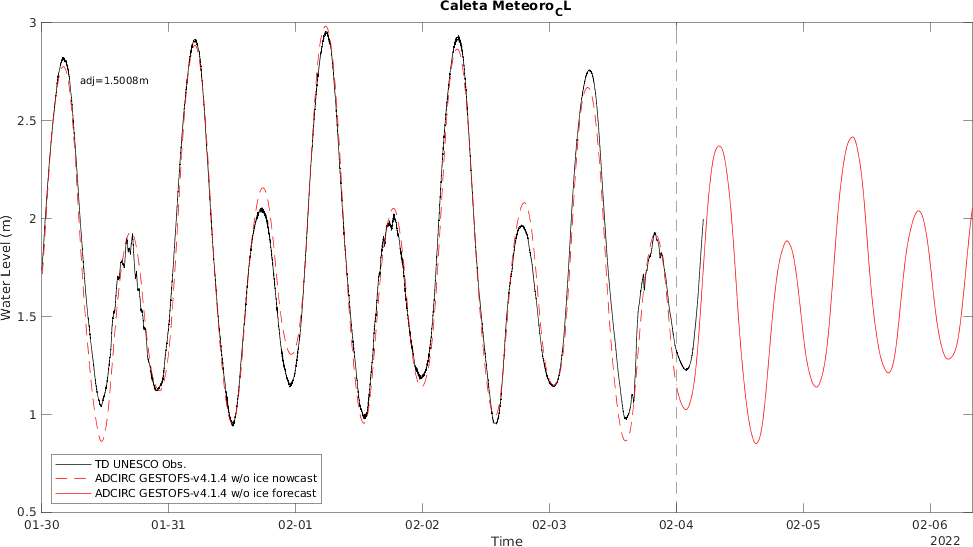 Caleta Meteoro_CL
3
adj=1.5008m
2.5
2
Water Level (m)
1.5
1
TD UNESCO Obs.
ADCIRC GESTOFS-v4.1.4 w/o ice nowcast
ADCIRC GESTOFS-v4.1.4 w/o ice forecast
0.5
01-30 01-31 02-01 02-02 02-03 02-04 02-05 02-06
Time
2022